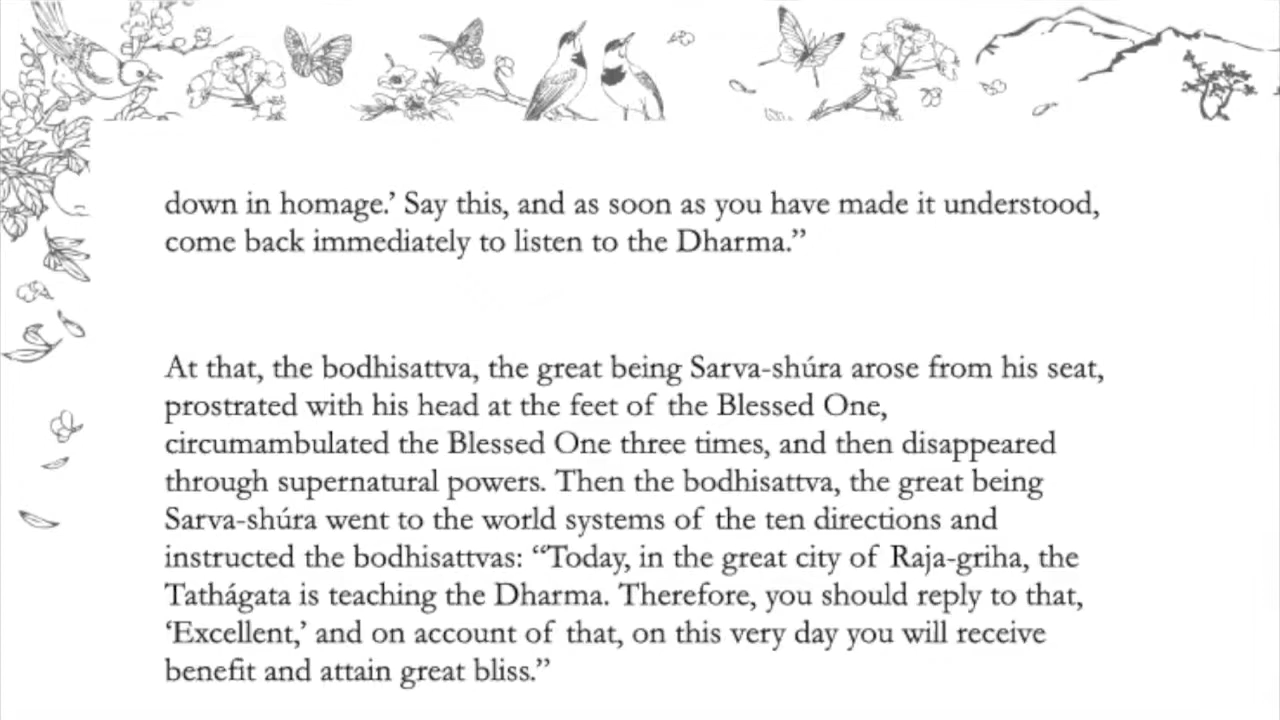 down in homage.’ Say this, and as soon as you have made it understood,
come back immediately to listen to the Dharma.”
At that, the bodhisattva, the great being Sarva-shúra arose from his seat,
prostrated with his head at the feet of the Blessed One,
circumambulated the Blessed One three times, and then disappeared
through supernatural powers. Then the bodhisattva, the great being
Sarva-shúra went to the world systems of the ten directions and
instructed the bodhisattvas: “Today, in the great city of Raja-griha, the
Tathágata is teaching the Dharma. Therefore, you should reply to that,
‘Excellent,’ and on account of that, on this very day you will receive
benefit and attain great bliss.”